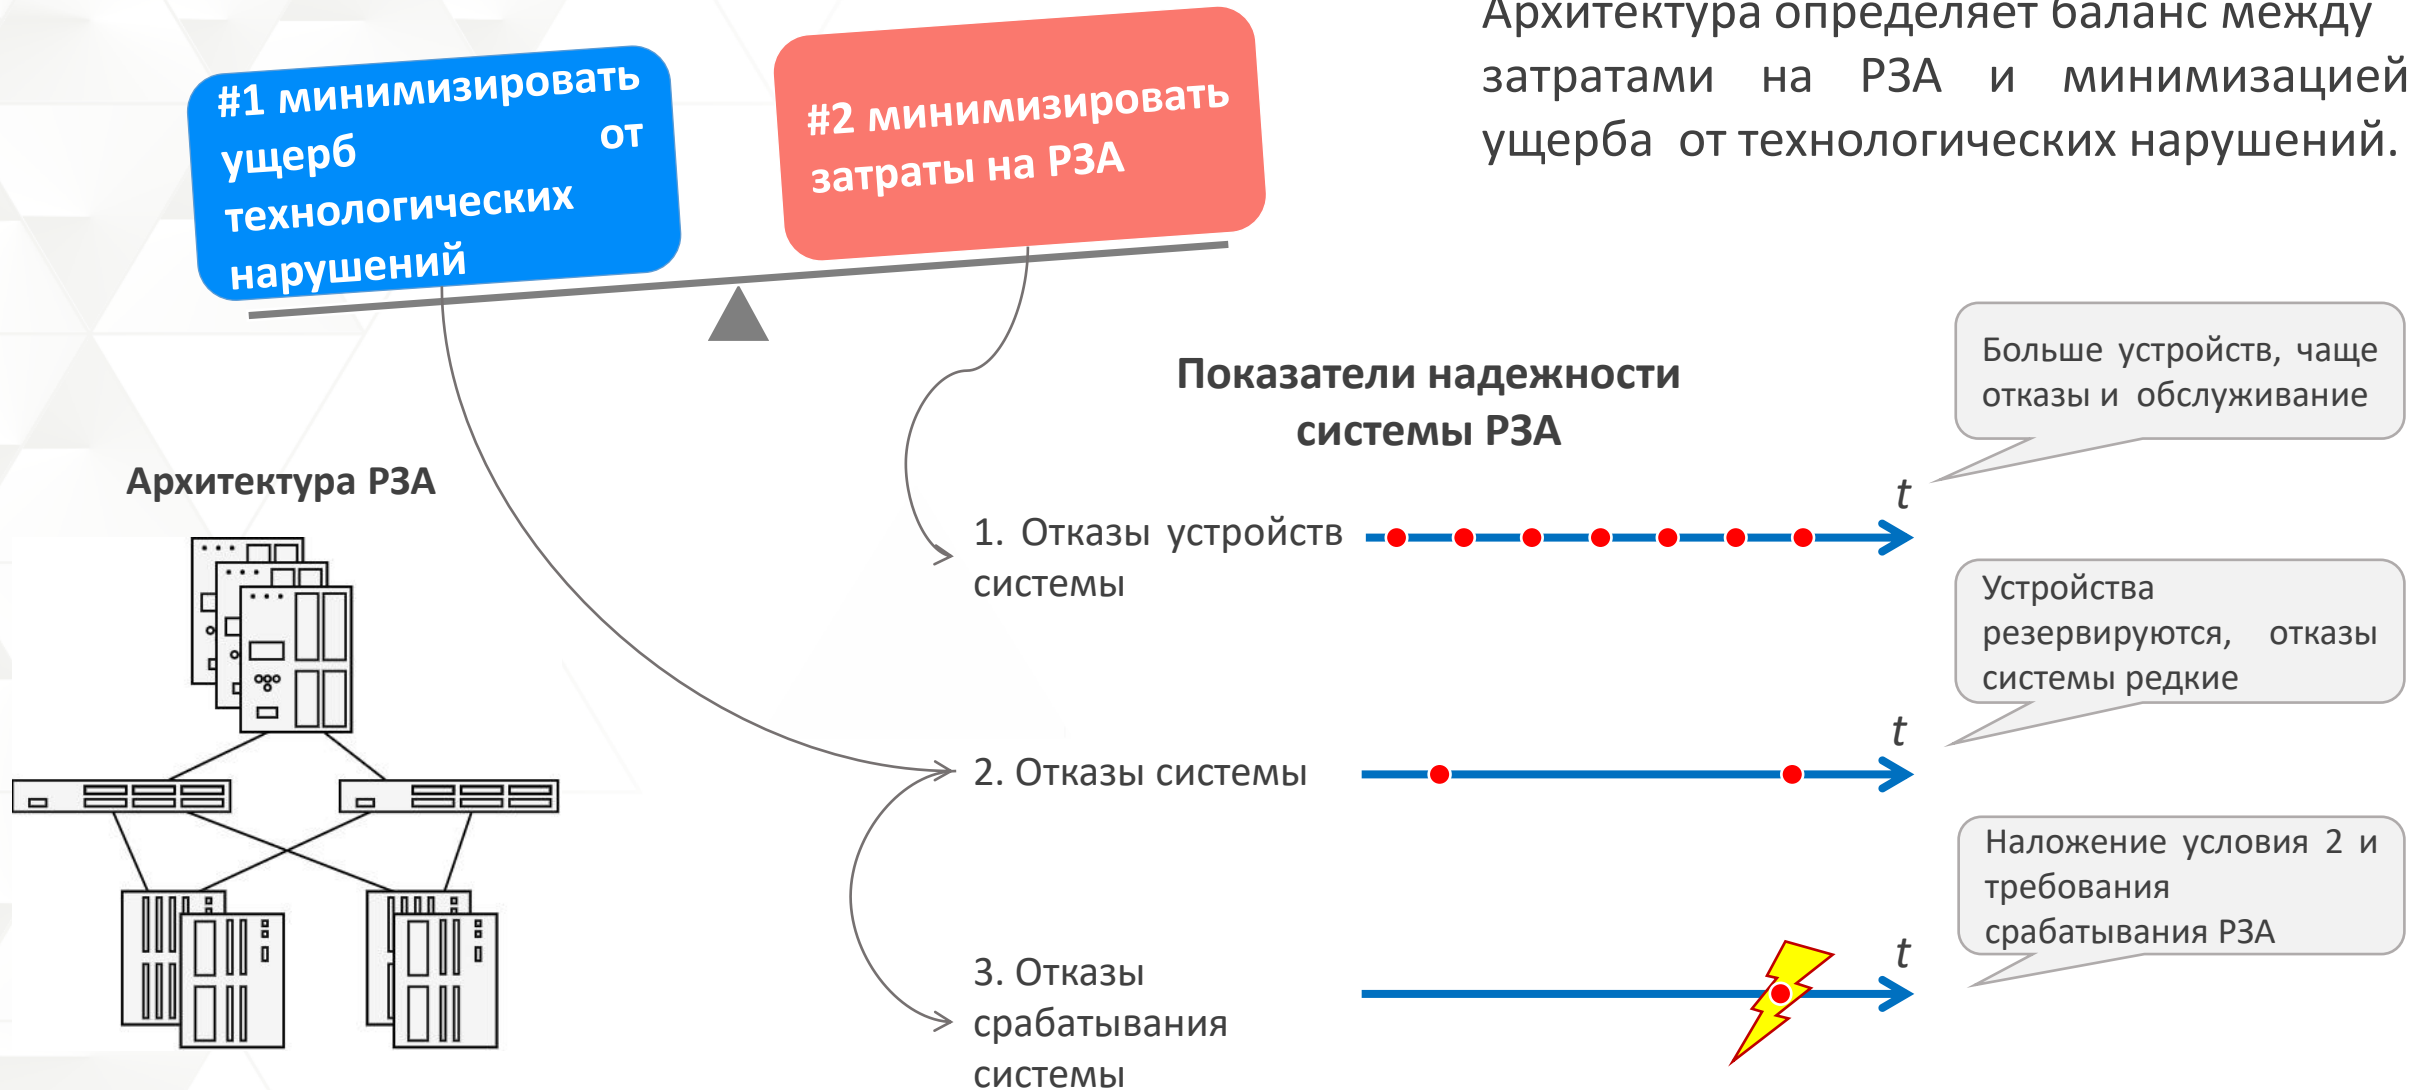 #1 минимизировать
ущерб от
технологических
нарушений
#2 минимизировать
затраты на РЗА
Архитектура определяет баланс между
затратами на РЗА и минимизацией
ущерба от технологических нарушений.
Показатели надежности
системы РЗА
Больше устройств, чаще
отказы и обслуживание
Архитектура РЗА
1. Отказы устройств
системы
t
Устройства
резервируются, отказы
системы редкие
2. Отказы системы
t
Наложение условия 2 и
требования
срабатывания РЗА
3. Отказы
срабатывания
системы
t